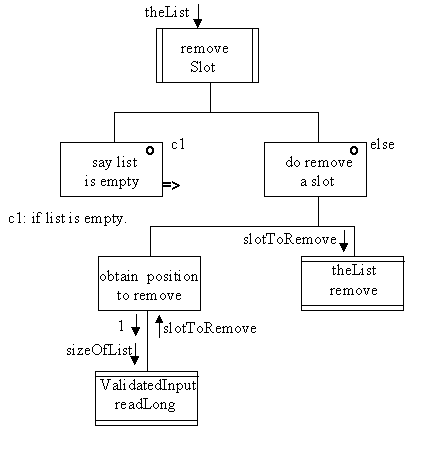 theList
remove
Slot
c1
else
say list
is empty
=>
do remove
a slot
c1: if list is empty.
slotToRemove
obtain position
to remove
theList
remove
1
slotToRemove
sizeOfList
ValidatedInput
readLong